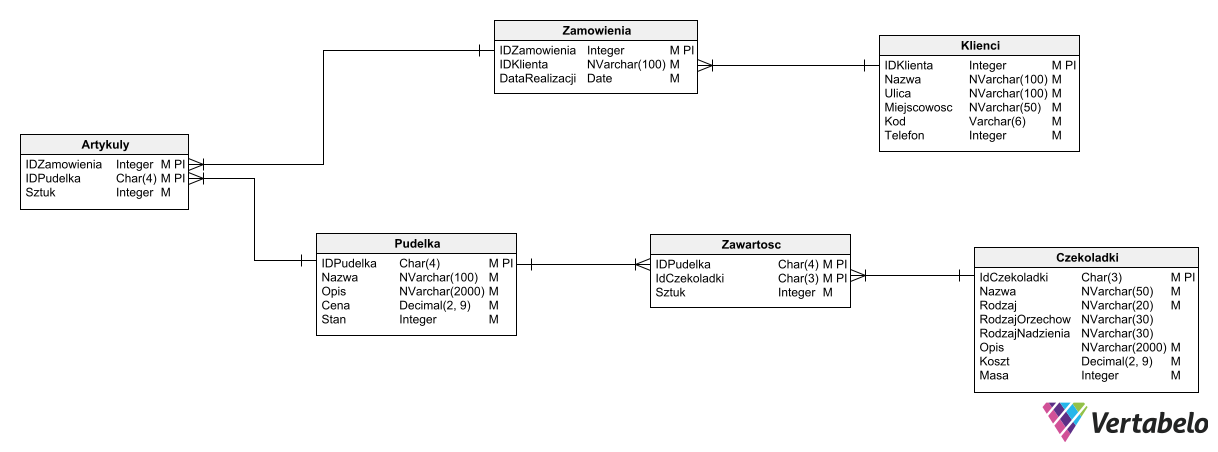 Zamowienia
IDZamowienia Integer M PI
IDKlienta NVarchar(100) M
DataRealizacji Date M
Klienci
IDKlienta Integer M PI
Nazwa NVarchar(100) M
Ulica NVarchar(100) M
Miejscowosc NVarchar(50) M
Kod Varchar(6) M
Telefon Integer M
Artykuly
IDZamowienia Integer M PI
IDPudelka Char(4) M PI
Sztuk Integer M
Pudelka
IDPudelka Char(4) M PI
Nazwa NVarchar(100) M
Opis NVarchar(2000) M
Cena Decimal(2, 9) M
Stan Integer M
Zawartosc
IDPudelka Char(4) M PI
IdCzekoladki Char(3) M PI
Sztuk Integer M
Czekoladki
IdCzekoladki Char(3) M PI
Nazwa NVarchar(50) M
Rodzaj NVarchar(20) M
RodzajOrzechow NVarchar(30)
RodzajNadzienia NVarchar(30)
Opis NVarchar(2000) M
Koszt Decimal(2, 9) M
Masa Integer M
Vertabelo